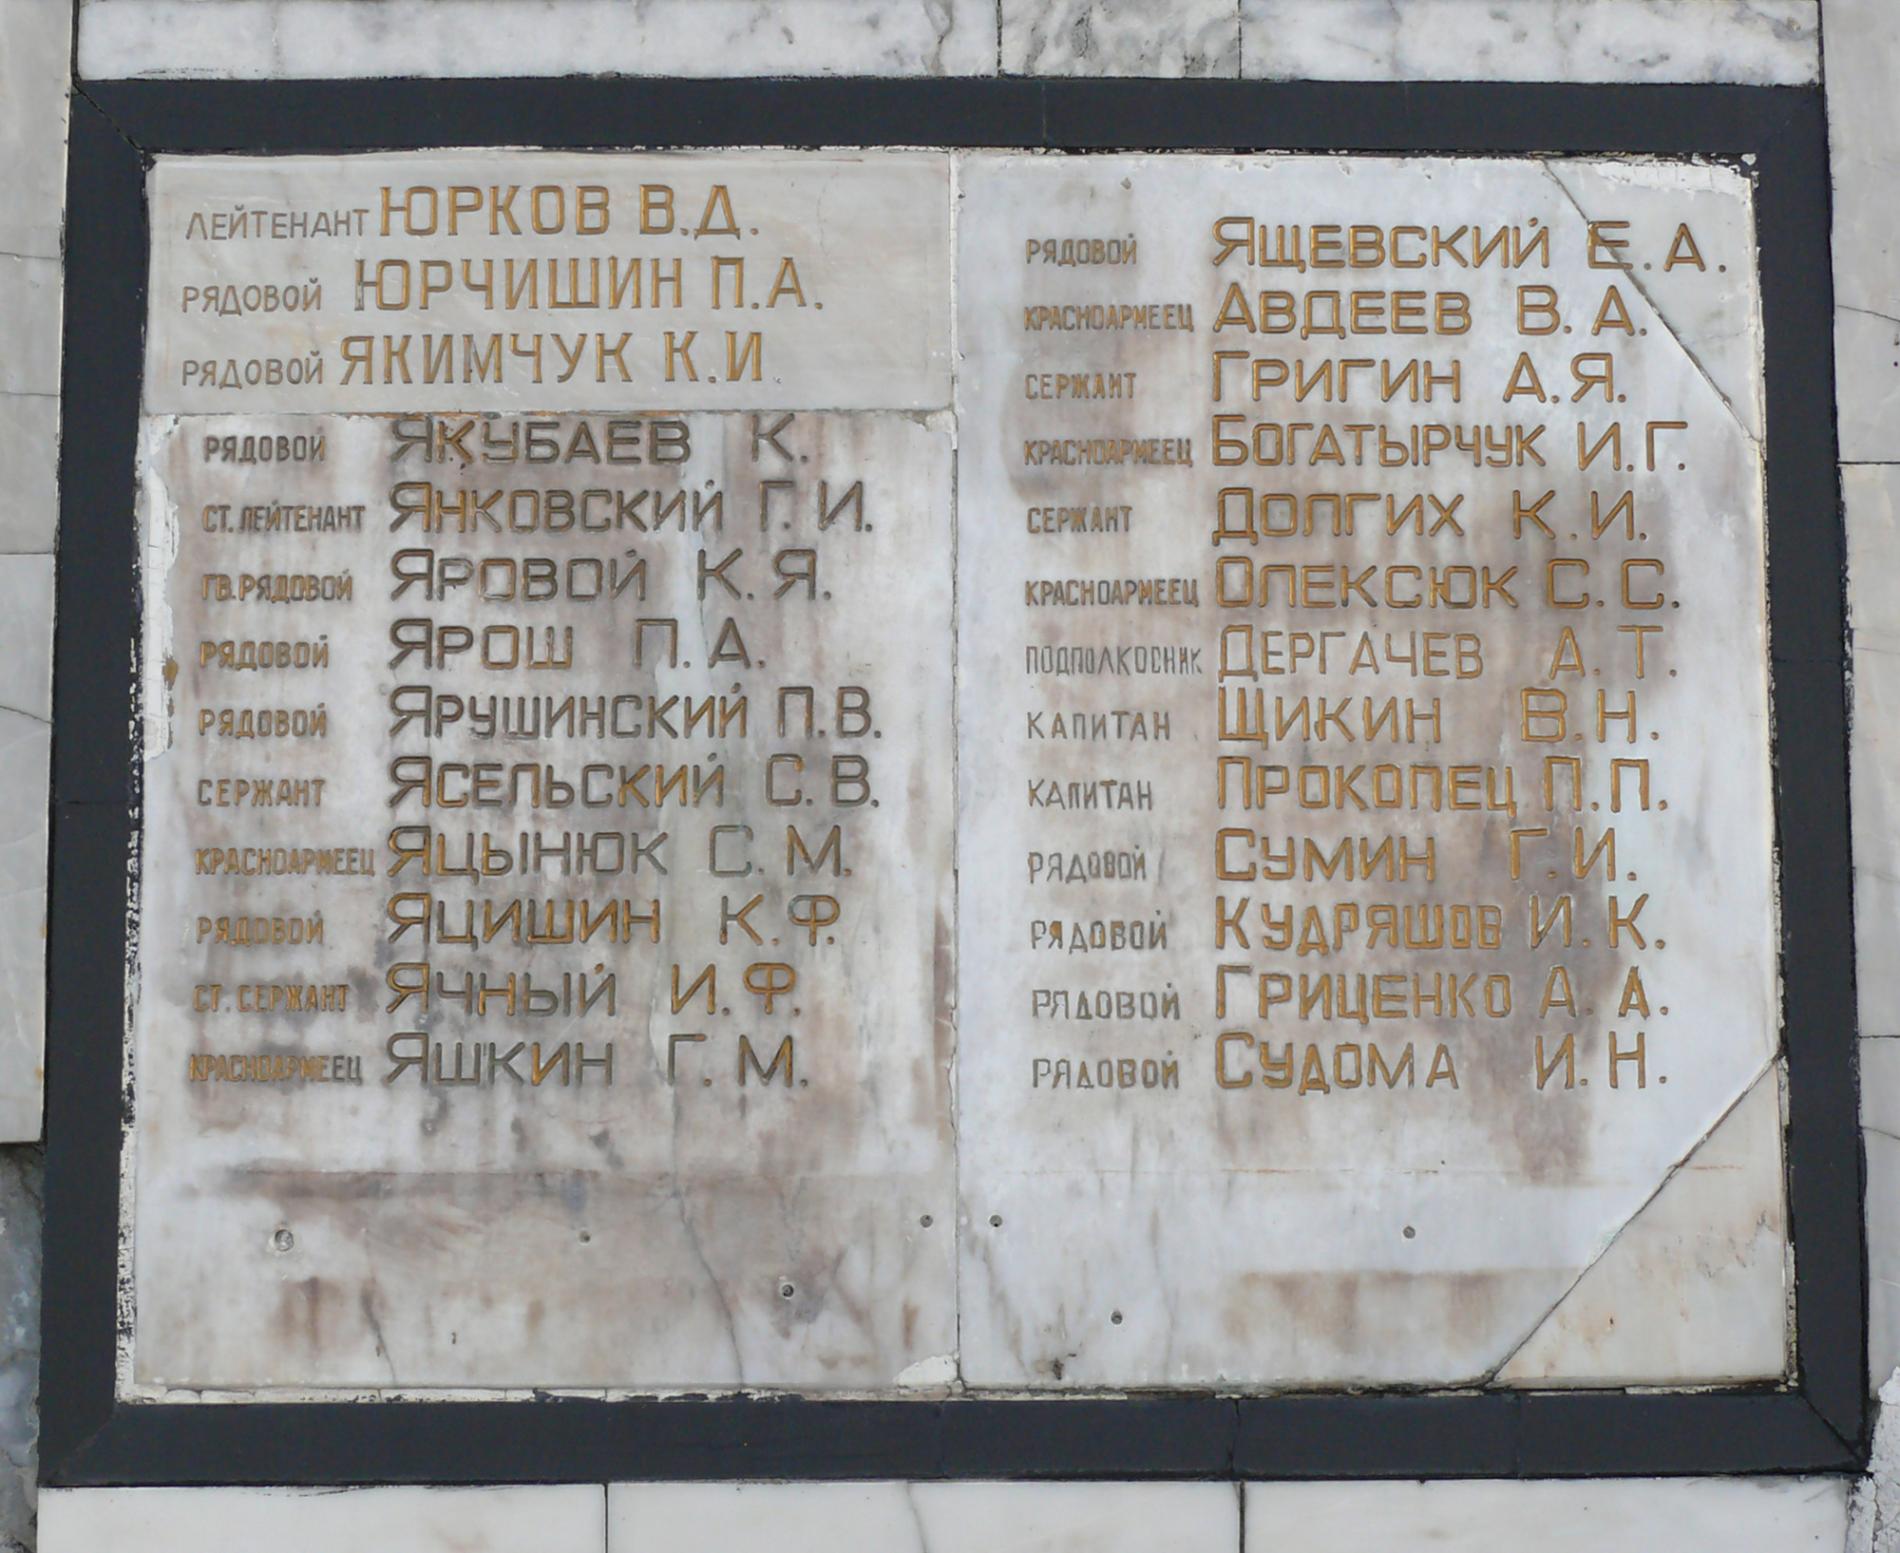 ЛЕЙТЕНАНТ ЮРКОВ В.Д.
РЯДОВОЙ ЮРЧИШИН П.А.
РЯДОВОЙ ЯКИМЧУК К.И.
РЯДОВОЙ ЯКУБАЕВ К.
СТ. ЛЕЙТЕНАНТ ЯНКОВСКИЙ Г. И.
ГВ. РЯДОВОЙ ЯРОВОЙ К. Я.
РЯДОВОЙ ЯРОШ П. А.
РЯДОВОЙ ЯРУШИНСКИЙ П. В.
СЕРЖАНТ ЯСЕЛЬСКИЙ С. В.
КРАСНОАРМЕЕЦ ЯЦЫНЮК С. М.
РЯДОВОЙ ЯЦИШИН К. Ф.
СТ. СЕРЖАНТ ЯЧНЫЙ И. Ф.
КРАСНОАРМЕЕЦ ЯШКИН Г. М.
РЯДОВОЙ ЯЩЕВСКИЙ Е. А.
КРАСНОАРМЕЕЦ АВДЕЕВ В. А.
СЕРЖАНТ ГРИГИН А.Я.
КРАСНОАРМЕЕЦ БОГАТЫРЧУК И.Г.
СЕРЖАНТ ДОЛГИХ К.И.
КРАСНОАРМЕЕЦ ОЛЕКСЮК С. С.
ПОДПОЛКОСНИК ДЕРГАЧЕВ А. Т.
КАПИТАН ЩИКИН В.Н.
КАПИТАН ПРОКОПЕЦ П.П.
РЯДОВОЙ СУМИН Г.И.
РЯДОВОЙ КУДРЯШОВ И.К.
РЯДОВОЙ ГРИЦЕНКО А. А.
РЯДОВОЙ СУДОМА И.Н.